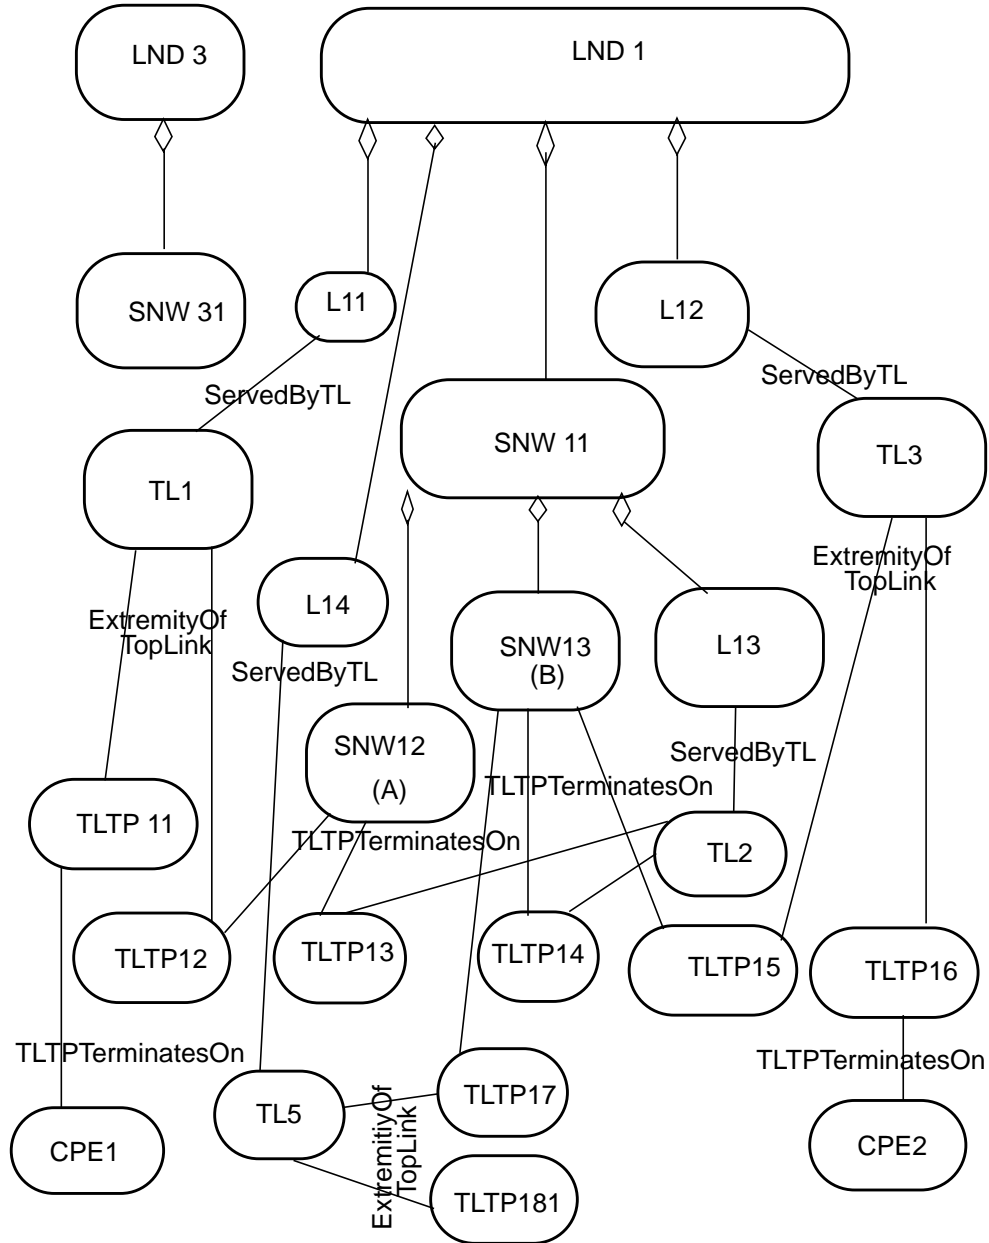 LND 3
LND 1
SNW 31
L11
L12
ServedByTL
ServedByTL
SNW 11
TL1
TL3
ExtremityOf
TopLink
L14
ExtremityOf
TopLink
SNW13
(B)
L13
ServedByTL
SNW12
(A)
ServedByTL
TLTPTerminatesOn
TLTP 11
TLTPTerminatesOn
TL2
TLTP12
TLTP13
TLTP14
TLTP15
TLTP16
TLTPTerminatesOn
TLTPTerminatesOn
TL5
ExtremitiyOf
TopLink
TLTP17
CPE1
CPE2
TLTP181